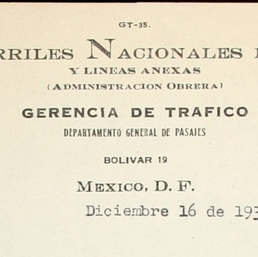 GT-35.
RRILES NACIONALES
Y LINEAS ANEXAS
(ADMINISTRACION OBRERA)
GERENCIA DE TRAFICO
DEPARTAMENTO GENERAL DE PASAJES
BOLIVAR 19
MEXICO, D. F.
Diciembre 16 de 193